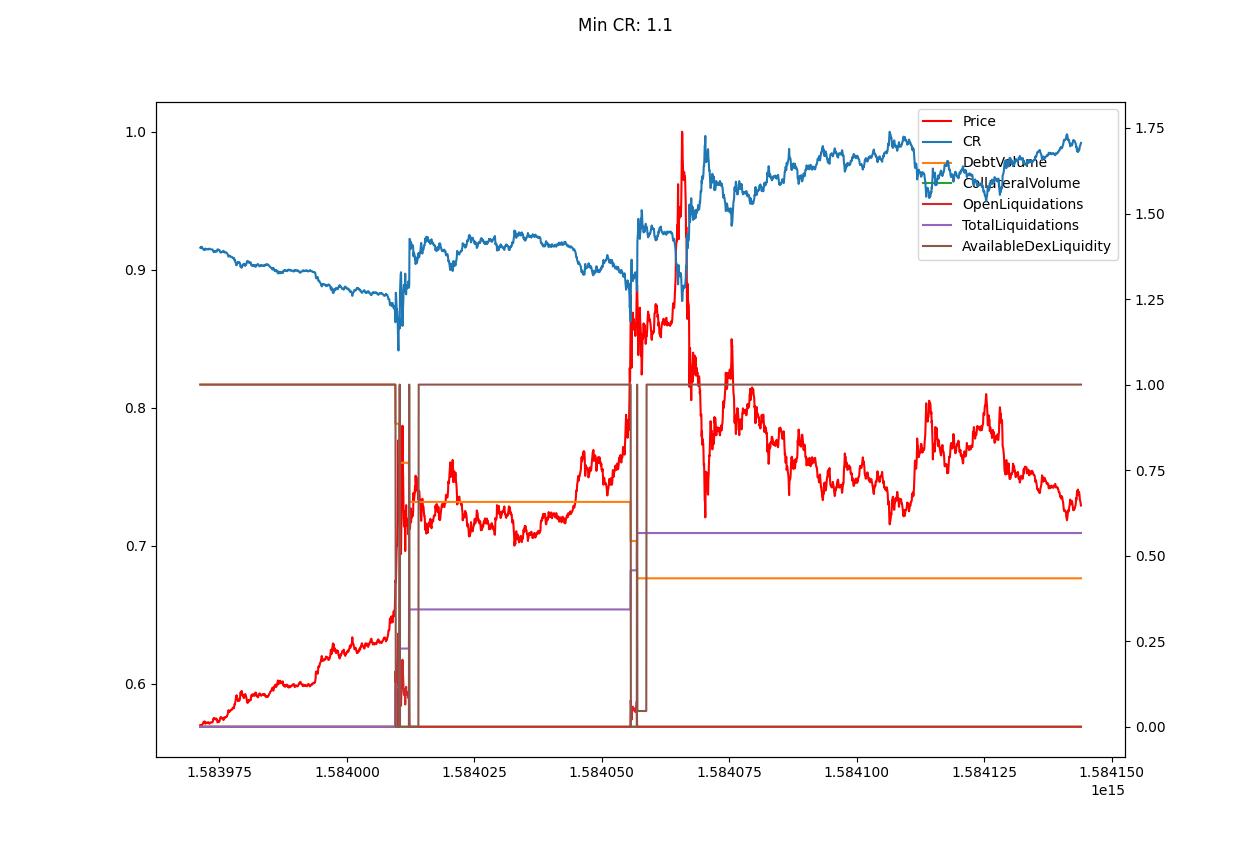 Min CR: 1.1
1.0
0.9
0.8
0.7
0.6
1.75
1.50
1.25
1.00
0.75
0.50
0.25
0.00
Price
CR
DebtVolume
CollateralVolume
OpenLiquidations
TotalLiquidations
AvailableDexLiquidity
1.583975
1.584000
1.584025
1.584050
1.584075
1.584100
1.584125
1.584150
1e15